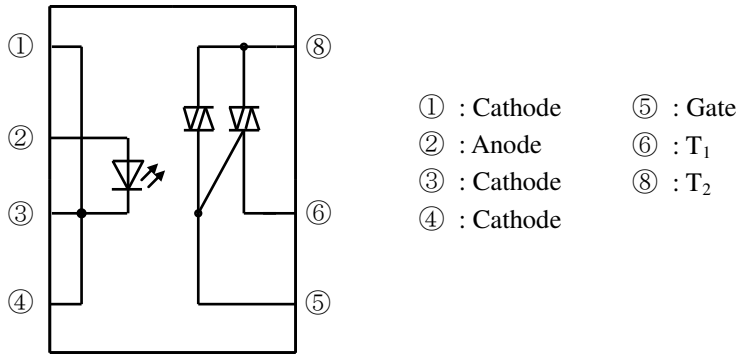 ①
②
③
④
⑧
⑥
⑤
① : Cathode
② : Anode
③ : Cathode
④ : Cathode
⑤ : Gate
⑥ : T₁
⑧ : T₂